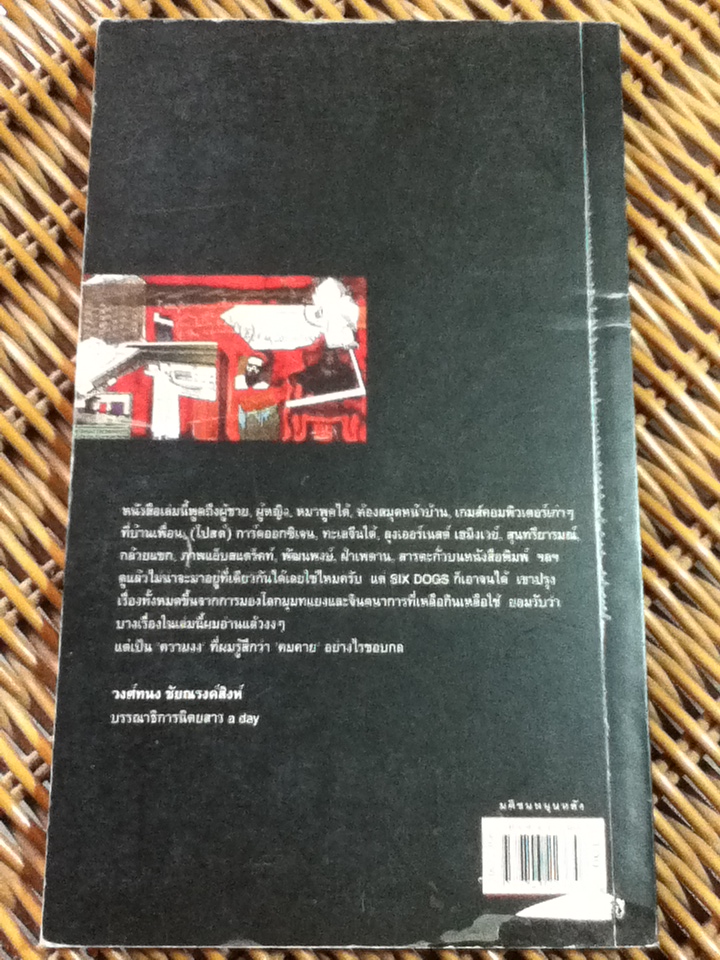 หนังสือเล่มนี้พูดถึงผู้ชาย, ผู้หญิง, หมาพูดได้, ห้องสมุดหน้าบ้าน, เกมส์คอมพิวเตอร์เก่าๆ
ที่บ้านเพื่อน, (โปสต์) การ์ดออกซิเจน, ทะเลจีนใต้, ลุงเออร์เนสต์ เฮมิงเวย์, สุนทรียารมณ์,
กล้วยแขก, ภาพแอ็บสแตร็คท์, พัฒนพงษ์, ฝ้าเพดาน, สารตะกั่วบนหนังสือพิมพ์ ฯลฯ
ดูแล้วไม่น่าจะมาอยู่ที่เดียวกันได้เลยใช่ไหมครับ แต่ SIX DOGS ก็เอาจนได้ เขาปรุง
เรื่องทั้งหมดขึ้นจากการมองโลกมุมทแยงและจินตนาการที่เหลือกินเหลือใช้ ยอมรับว่า
บางเรื่องในเล่มนี้ผมอ่านแล้วงงๆ
แต่เป็น 'ความงง' ที่ผมรู้สึกว่า 'คมคาย' อย่างไรชอบกล
วงศ์ทนง ชัยณรงค์สิงห์
บรรณาธิการนิตยสาร a day
มติชนหนุนหลัง